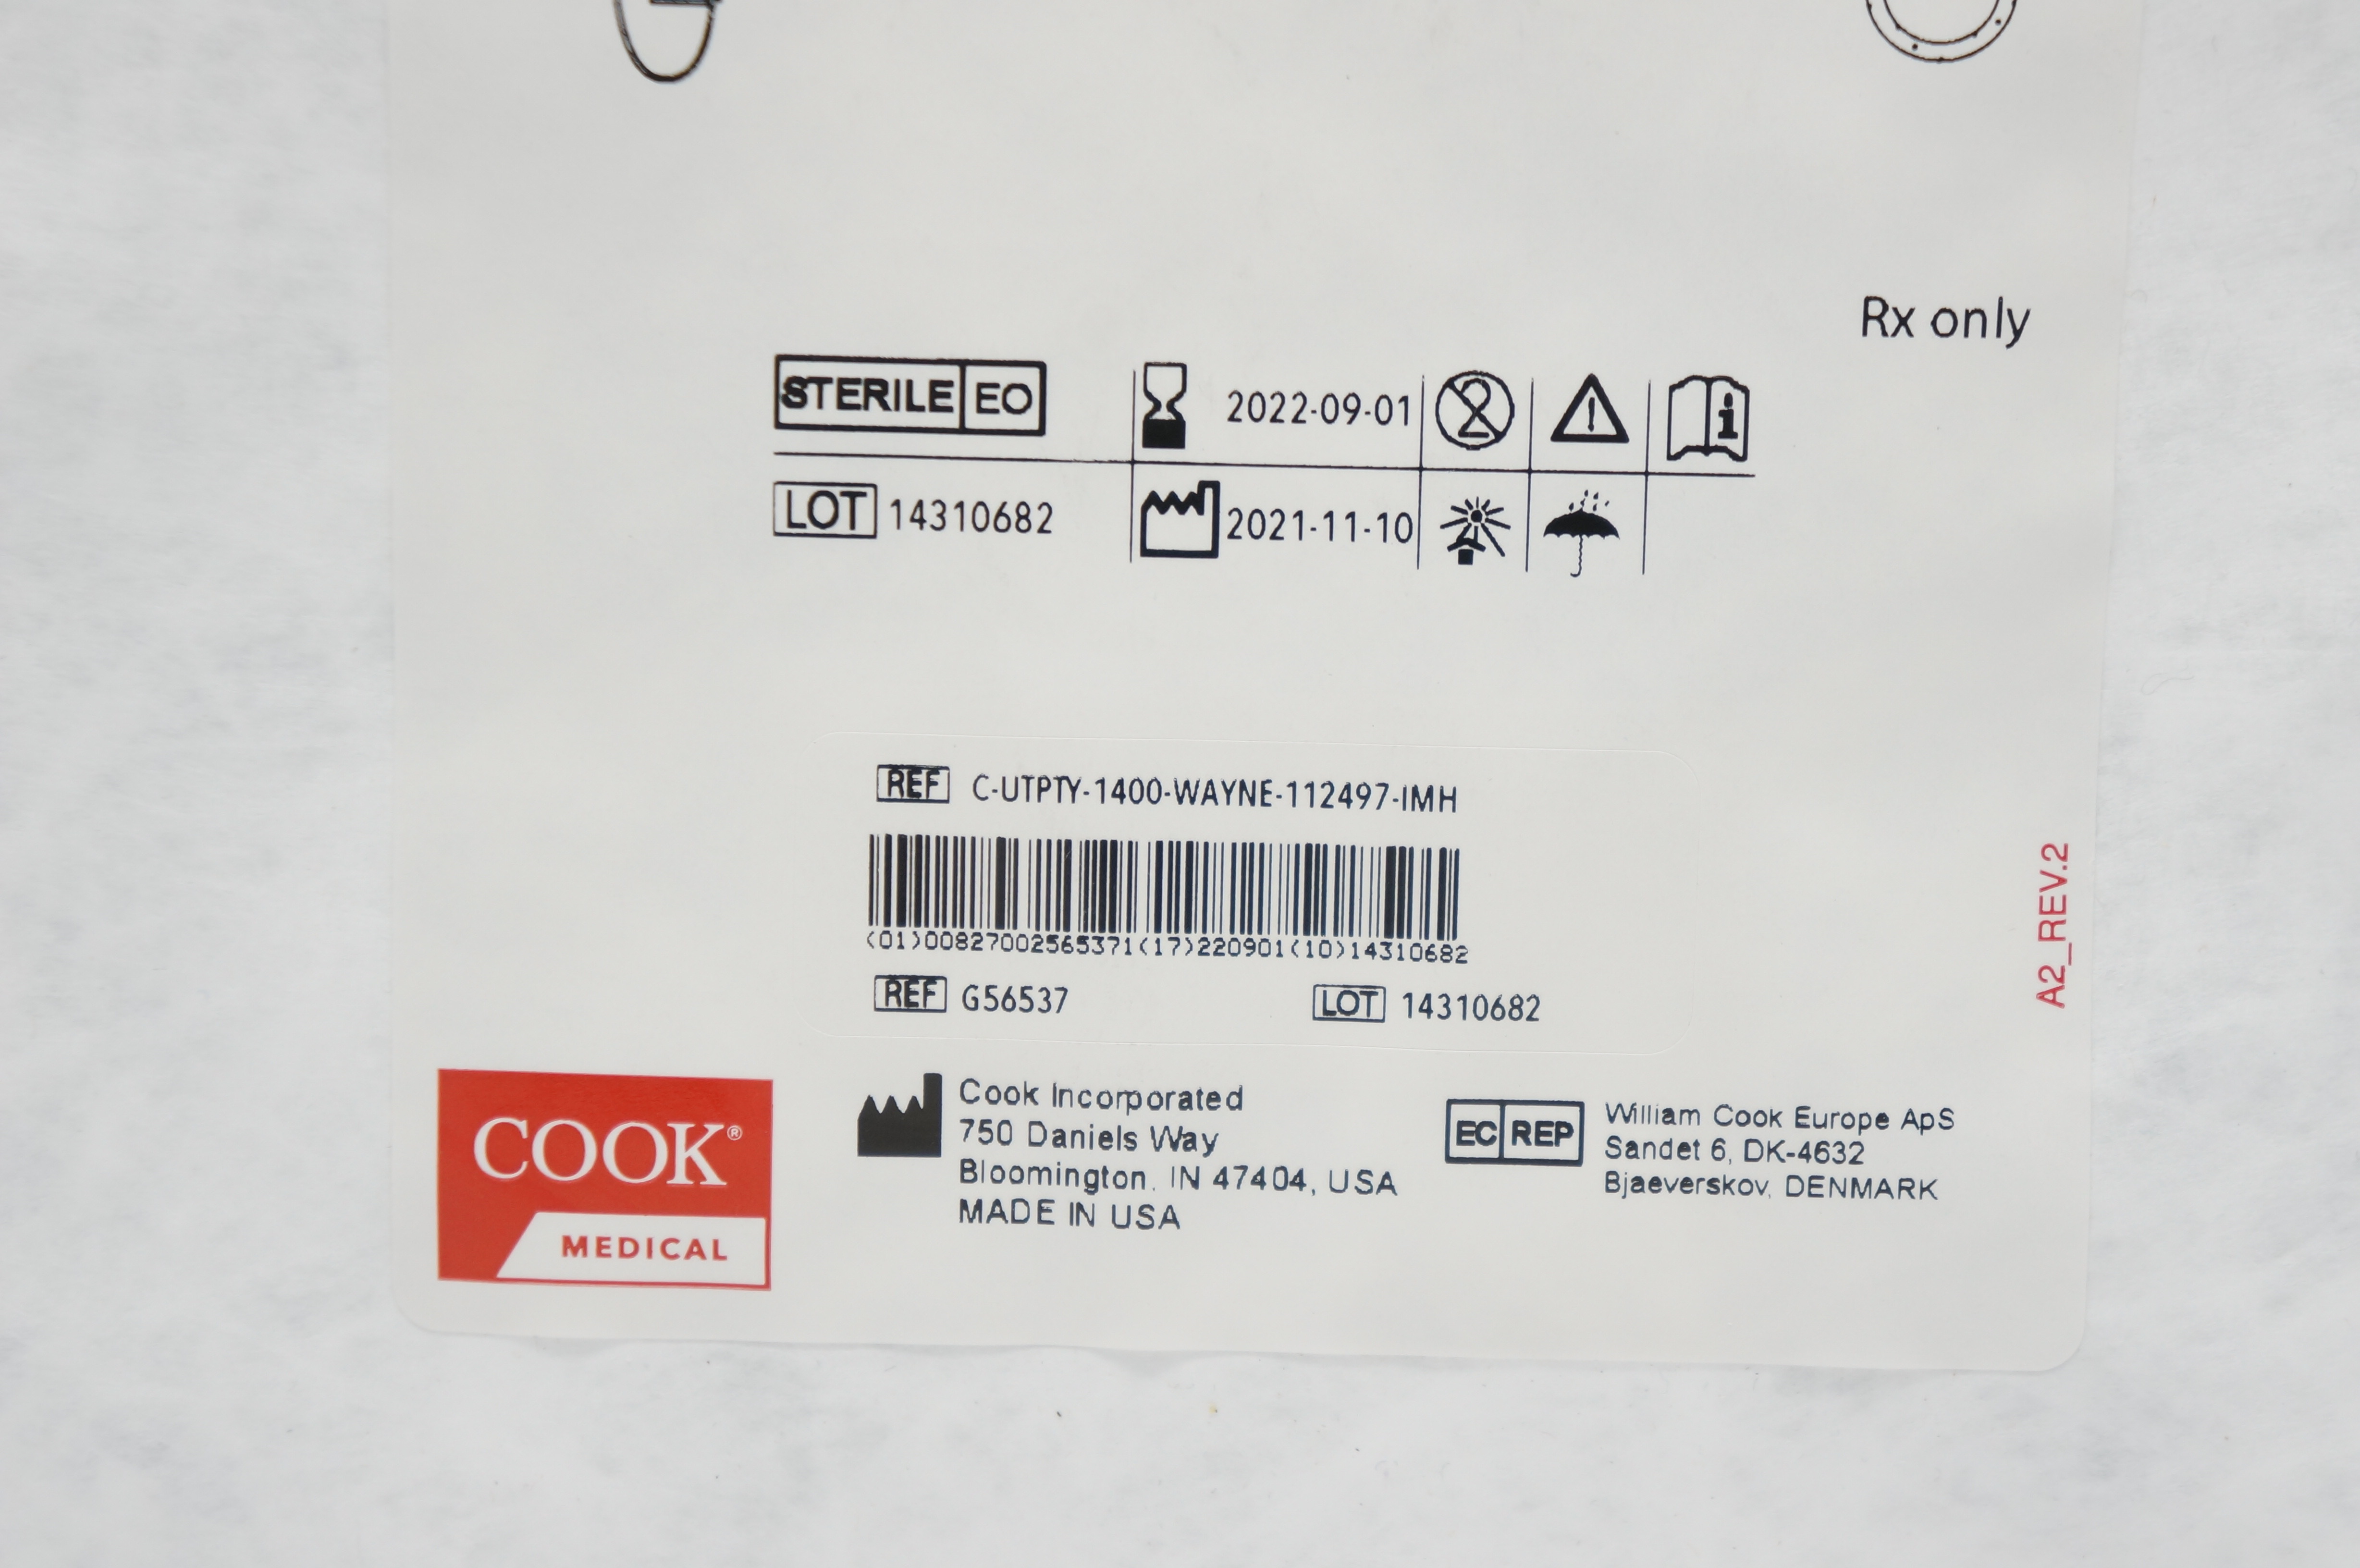 Rx only
STERILE EO
2022-09-01
2
LOT 14310682
2021-11-10
REF C-UTPTY-1400-WAYNE-112497-IMH
(01)00827002565371(17)220901(10)14310682
REF G56537
LOT 14310682
A2_REV.2
COOK®
MEDICAL
Cook Incorporated
750 Daniels Way
Bloomington, IN 47404, USA
MADE IN USA
EC REP
William Cook Europe ApS
Sandet 6, DK-4632
Bjaeverskov, DENMARK